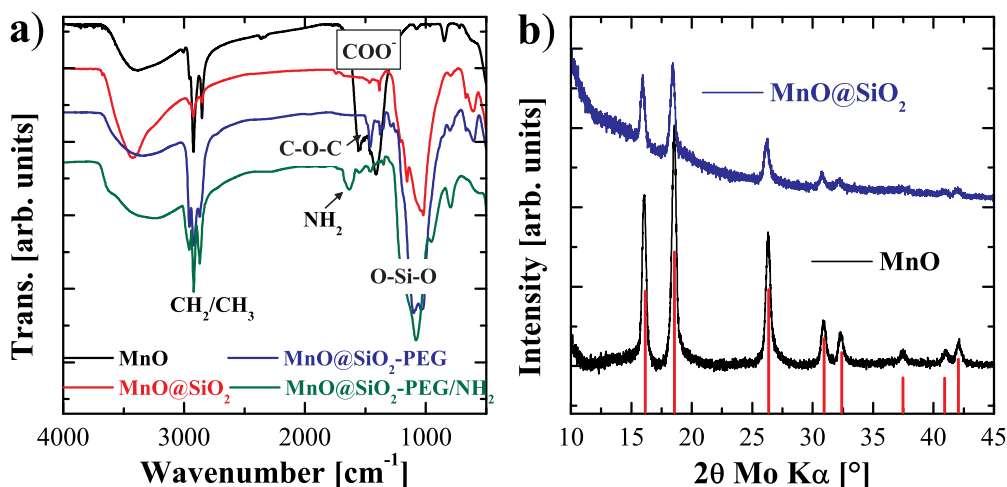 a)
Trans. [arb. units]
COO⁻
C-O-C
NH₂
O-Si-O
CH₂/CH₃
MnO
MnO@SiO₂-PEG
MnO@SiO₂
MnO@SiO₂-PEG/NH₂
4000 3000 2000 1000
Wavenumber [cm⁻¹]
b)
Intensity [arb. units]
MnO@SiO₂
MnO
10 15 20 25 30 35 40 45
2θ Mo Kα [°]